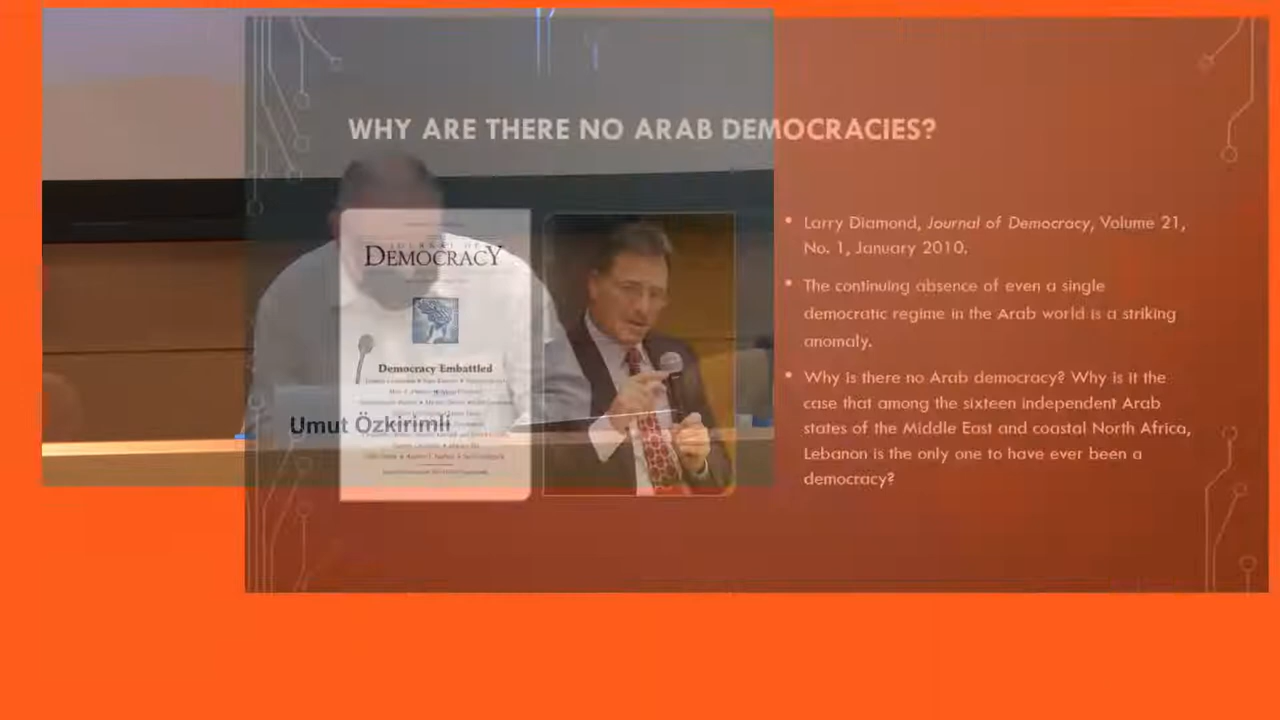 WHY ARE THERE NO ARAB DEMOCRACIES?
JOURNAL OF
DEMOCRACY
Democracy Embattled
Umut Özkirimli
• Larry Diamond, Journal of Democracy, Volume 21,
No. 1, January 2010.
• The continuing absence of even a single
democratic regime in the Arab world is a striking
anomaly.
• Why is there no Arab democracy? Why is it the
case that among the sixteen independent Arab
states of the Middle East and coastal North Africa,
Lebanon is the only one to have ever been a
democracy?